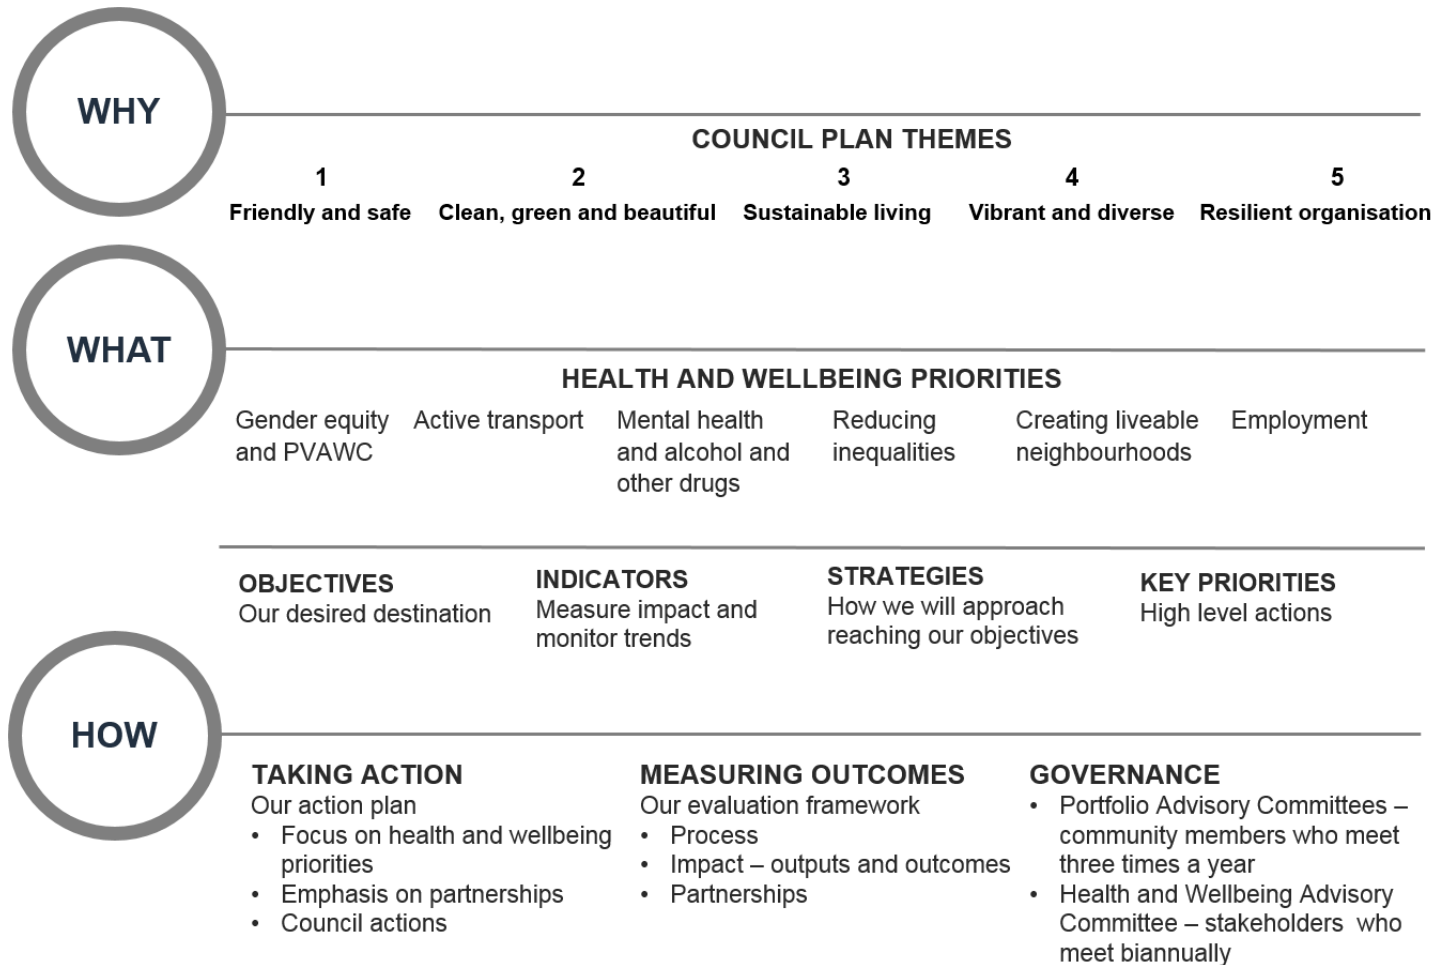 WHY
COUNCIL PLAN THEMES
1
2
3
4
5
Friendly and safe
Clean, green and beautiful
Sustainable living
Vibrant and diverse
Resilient organisation
WHAT
HEALTH AND WELLBEING PRIORITIES
Gender equity
and PVAWC
Active transport
Mental health
and alcohol and
other drugs
Reducing
inequalities
Creating liveable
neighbourhoods
Employment
OBJECTIVES
Our desired destination
INDICATORS
Measure impact and
monitor trends
STRATEGIES
How we will approach
reaching our objectives
KEY PRIORITIES
High level actions
HOW
TAKING ACTION
Our action plan
• Focus on health and wellbeing
priorities
• Emphasis on partnerships
• Council actions
MEASURING OUTCOMES
Our evaluation framework
• Process
• Impact – outputs and outcomes
• Partnerships
GOVERNANCE
• Portfolio Advisory Committees –
community members who meet
three times a year
• Health and Wellbeing Advisory
Committee – stakeholders who
meet biannually